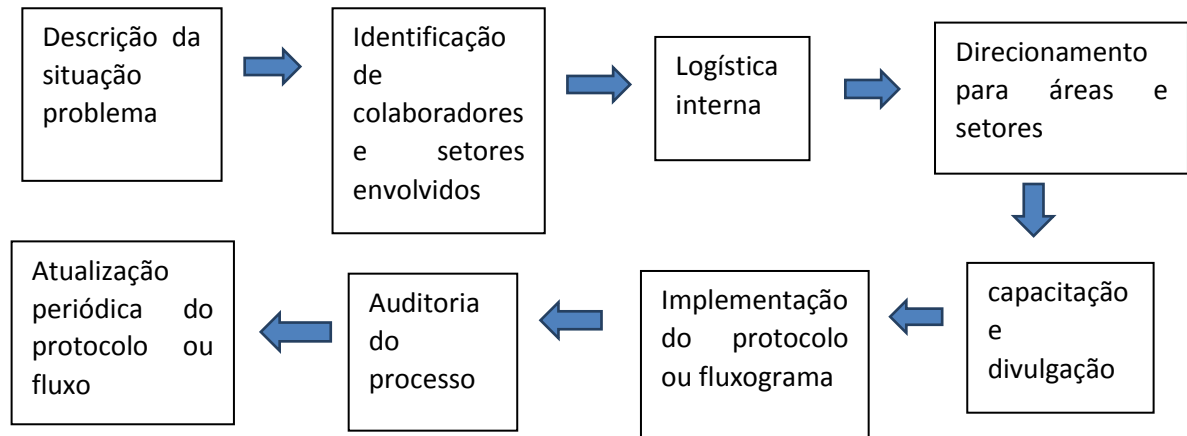 Descrição da
situação
problema
Identificação
de
colaboradores
e setores
envolvidos
Logística
interna
Direcionamento
para áreas e
setores
capacitação
e
divulgação
Implementação
do protocolo
ou fluxograma
Auditoria
do
processo
Atualização
periódica do
protocolo ou
fluxo